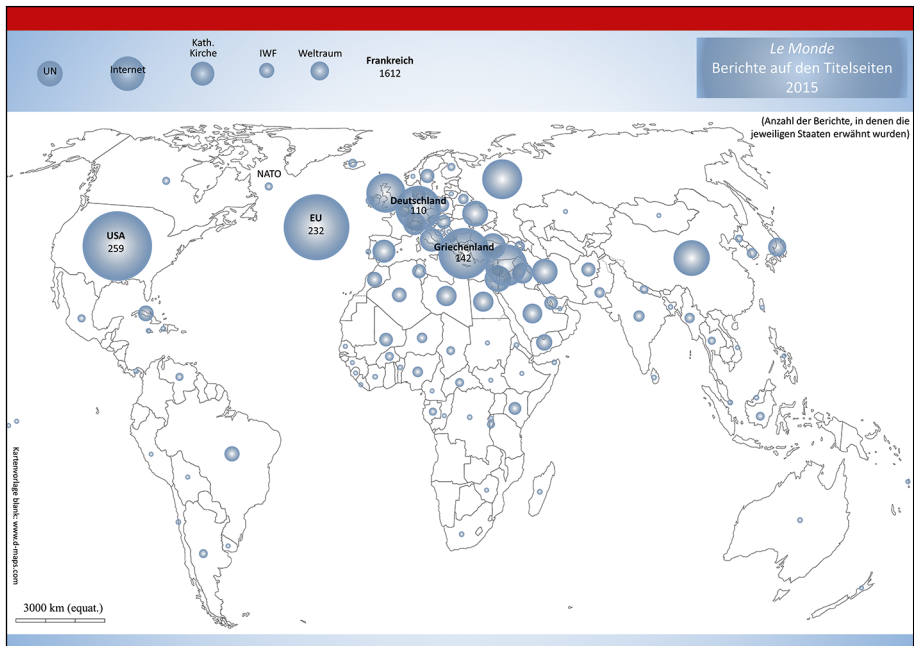 Kath.
Kirche
UN
Internet
IWF
Weltraum
Frankreich
1612
Le Monde
Berichte auf den Titelseiten
2015
(Anzahl der Berichte, in denen die
jeweiligen Staaten erwähnt wurden)
NATO
Deutschland
110
EU
232
USA
259
Griechenland
142
Kartenvorlage blank: www.d-maps.com
3000 km (equat.)